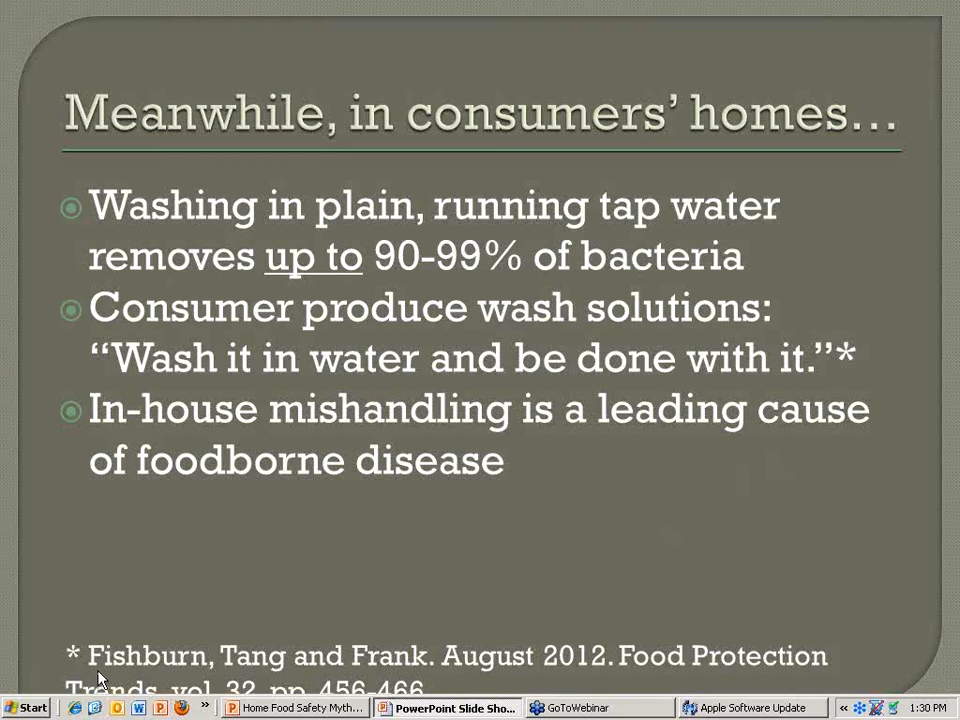 Meanwhile, in consumers’ homes…
Washing in plain, running tap water
removes up to 90-99% of bacteria
Consumer produce wash solutions:
“Wash it in water and be done with it.”*
In-house mishandling is a leading cause
of foodborne disease
* Fishburn, Tang and Frank. August 2012. Food Protection
Trends, vol. 32, pp. 456-466
Start
Home Food Safety Myth...
PowerPoint Slide Sho...
GoToWebinar
Apple Software Update
1:30 PM